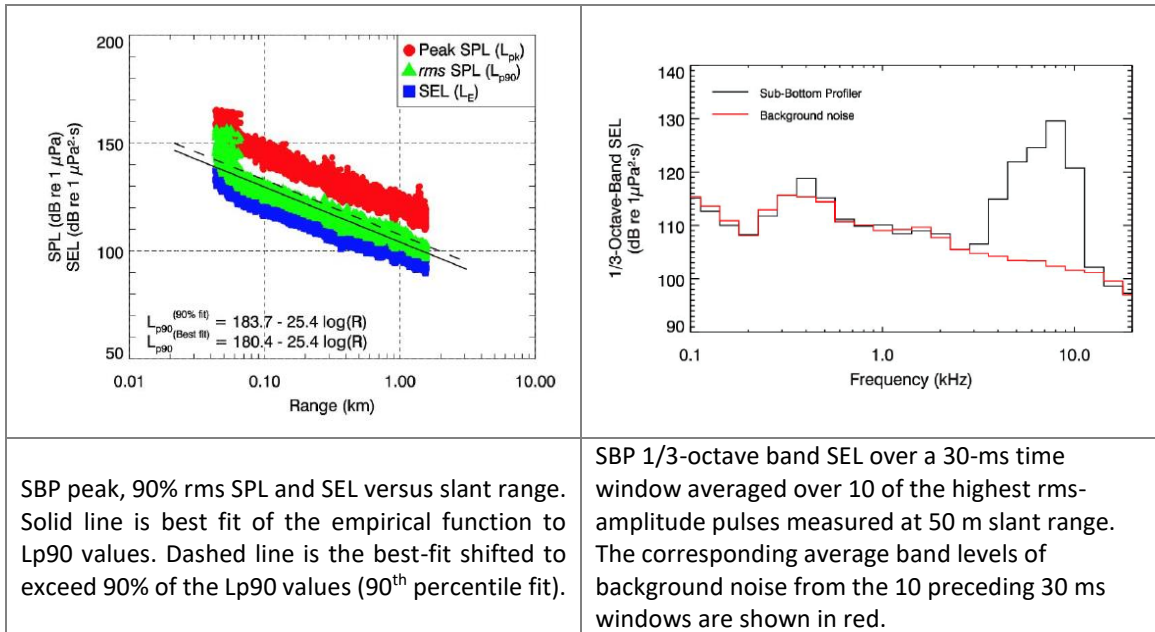 200
Peak SPL (Lpk)
rms SPL (Lp90)
SEL (LE)
SPL (dB re 1 μPa)
SEL (dB re 1 μPa²·s)
150
100
50
Lp90(90% fit) = 183.7 - 25.4 log(R)
Lp90(Best fit) = 180.4 - 25.4 log(R)
0.01 0.10 1.00 10.00
Range (km)
140
130
120
110
100
90
Sub-Bottom Profiler
Background noise
1/3-Octave-Band SEL
(dB re 1μPa²·s)
0.1 1.0 10.0
Frequency (kHz)
SBP peak, 90% rms SPL and SEL versus slant range.
Solid line is best fit of the empirical function to
Lp90 values. Dashed line is the best-fit shifted to
exceed 90% of the Lp90 values (90th percentile fit).
SBP 1/3-octave band SEL over a 30-ms time
window averaged over 10 of the highest rms-
amplitude pulses measured at 50 m slant range.
The corresponding average band levels of
background noise from the 10 preceding 30 ms
windows are shown in red.